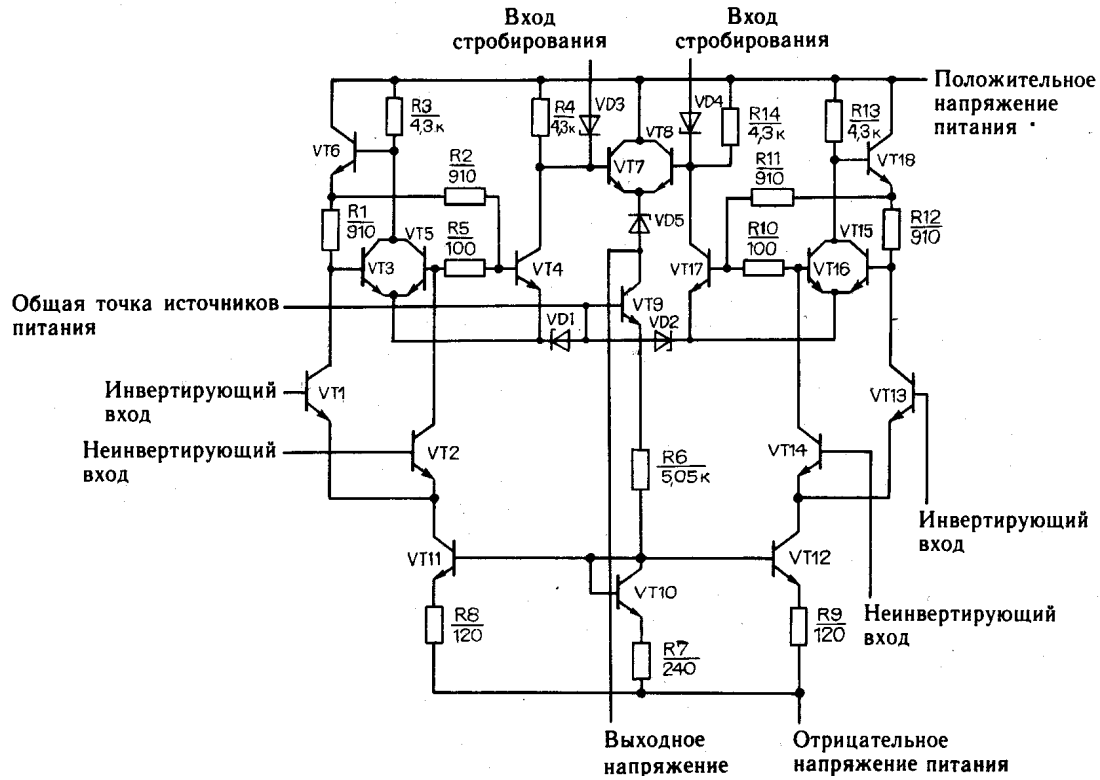 Вход
стробирования
Вход
стробирования
Положительное
напряжение
питания
R3
4,3к
R4
4,3к
VD3
VT8
VD4
R14
4,3к
R13
4,3к
VT6
R2
910
VT7
R11
910
VT18
R1
910
VT5
R5
100
VD5
R10
100
VT15
R12
910
VT3
VT4
VT17
VT16
Общая точка источников
питания
VT9
VD1
VD2
Инвертирующий
вход
VT1
VT13
Неинвертирующий
вход
VT2
VT14
R6
5,05к
Инвертирующий
вход
VT11
VT12
VT10
Неинвертирующий
вход
R8
120
R7
240
R9
120
Выходное
напряжение
Отрицательное
напряжение питания